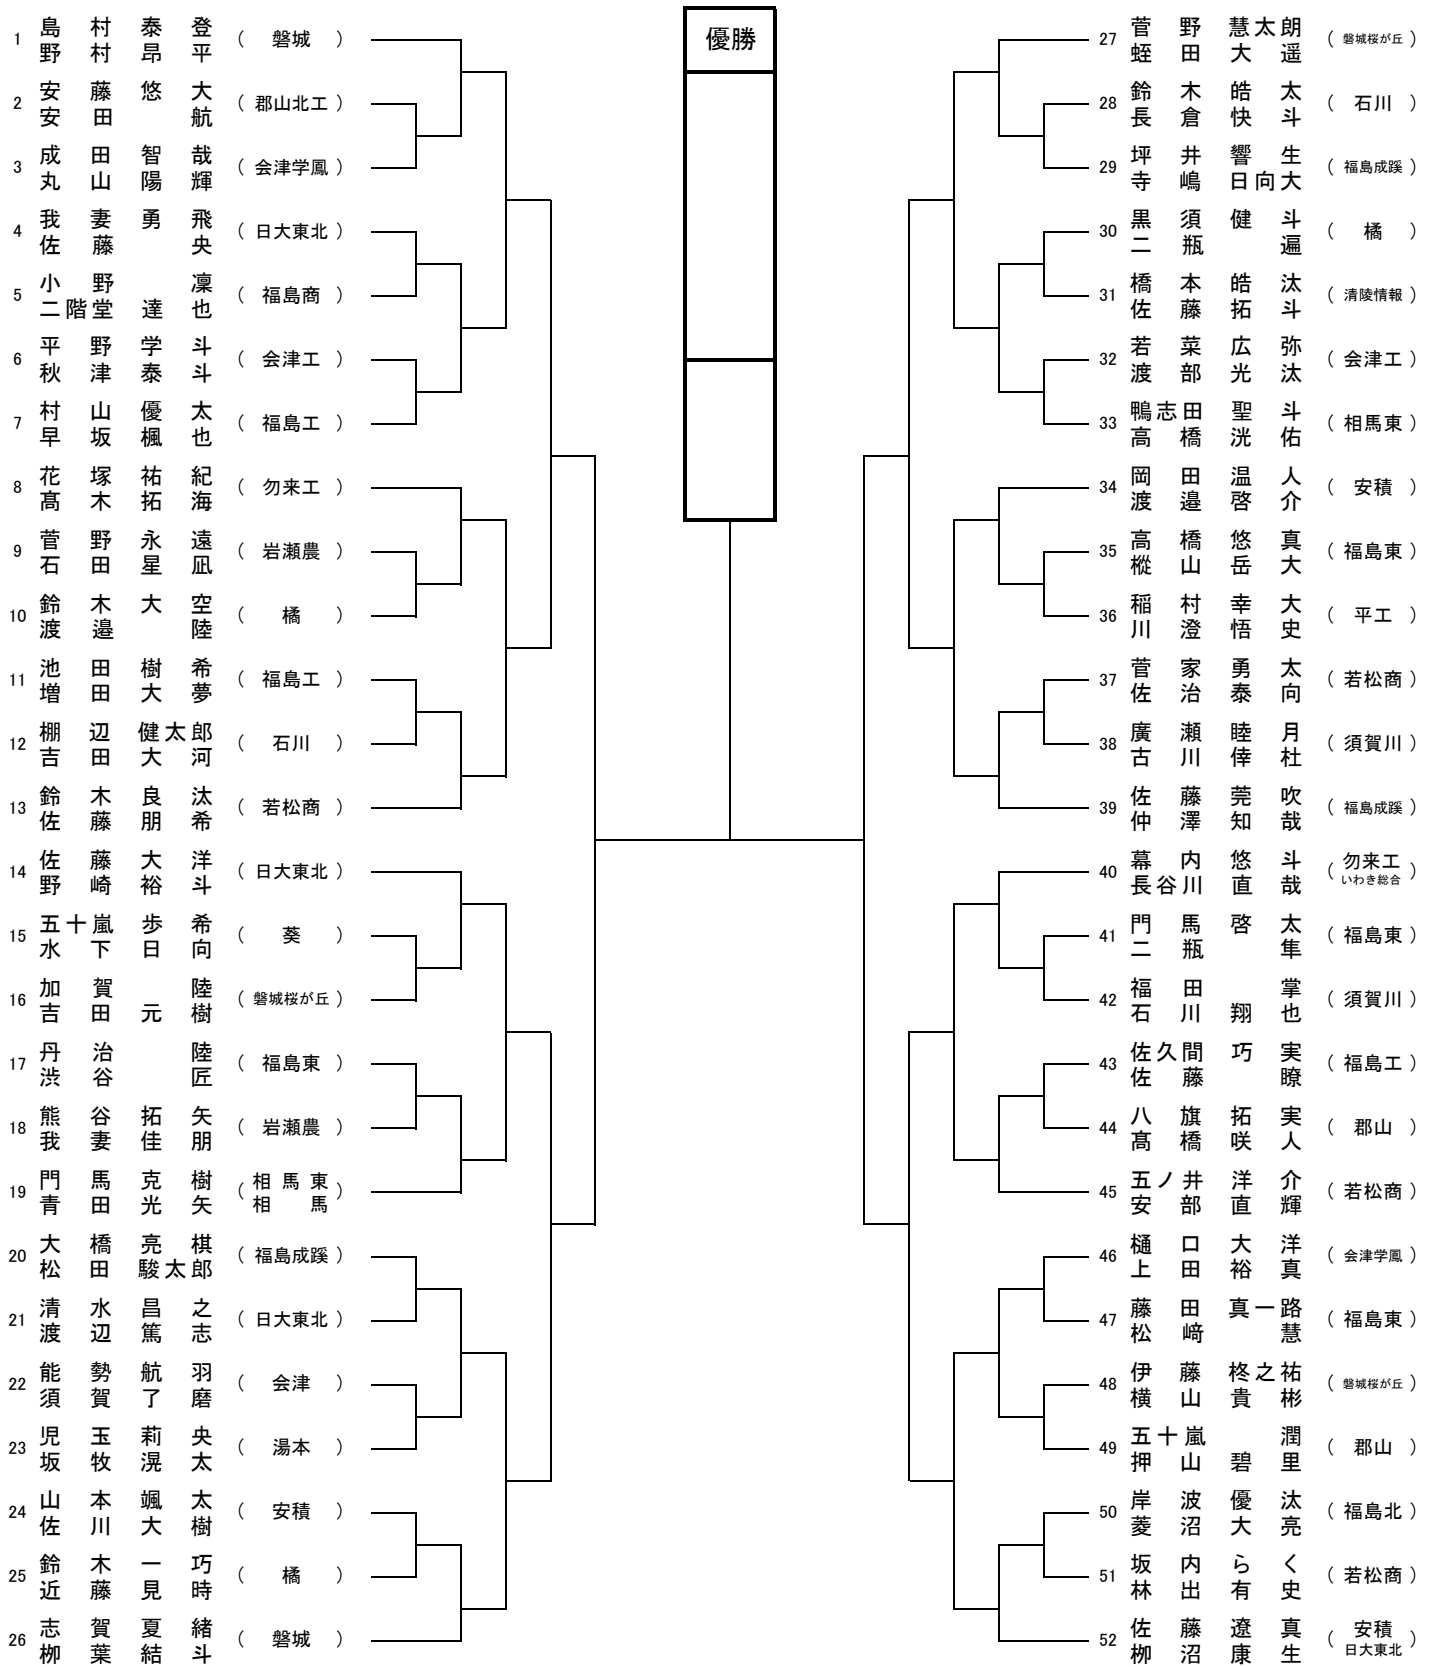 優勝
1 島村泰登 (磐城)
野村昂平
2 安藤悠大 (郡山北工)
安田航
3 成田智哉 (会津学鳳)
丸山陽輝
4 我妻勇飛 (日大東北)
佐藤央
5 小野凜 (福島商)
二階堂達也
6 平野学斗 (会津工)
秋津泰斗
7 村山優太 (福島工)
早坂楓也
8 花塚祐紀 (勿来工)
髙木拓海
9 菅野永遠 (岩瀬農)
石田星凪
10 鈴木大空 (橘)
渡邉陸
11 池田樹希 (福島工)
増田大夢
12 棚辺健太郎 (石川)
吉田大河
13 鈴木良汰 (若松商)
佐藤朋希
14 佐藤大洋 (日大東北)
野崎裕斗
15 五十嵐歩希 (葵)
水下日向
16 加賀陸 (磐城桜が丘)
吉田元樹
17 丹治陸 (福島東)
渋谷匠
18 熊谷拓矢 (岩瀬農)
我妻佳朋
19 門馬克樹 (相馬東
青田光矢 相馬)
20 大橋亮棋 (福島成蹊)
松田駿太郎
21 清水昌之 (日大東北)
渡辺篤志
22 能勢航羽 (会津)
須賀了磨
23 児玉莉央 (湯本)
坂牧滉太
24 山本颯太 (安積)
佐川大樹
25 鈴木一巧 (橘)
近藤見時
26 志賀夏緒 (磐城)
栁葉結斗
27 菅野慧太朗 (磐城桜が丘)
蛭田大遥
28 鈴木皓太 (石川)
長倉快斗
29 坪井響生 (福島成蹊)
寺嶋日向大
30 黒須健斗 (橘)
二瓶遍
31 橋本皓汰 (清陵情報)
佐藤拓斗
32 若菜広弥 (会津工)
渡部光汰
33 鴨志田聖斗 (相馬東)
高橋洸佑
34 岡田温人 (安積)
渡邉啓介
35 高橋悠真 (福島東)
樅山岳大
36 稲村幸大 (平工)
川澄悟史
37 菅家勇太 (若松商)
佐治泰向
38 廣瀬睦月 (須賀川)
古川倖杜
39 佐藤莞吹 (福島成蹊)
仲澤知哉
40 幕内悠斗 (勿来工
長谷川直哉 いわき総合)
41 門馬啓太 (福島東)
二瓶隼
42 福田掌 (須賀川)
石川翔也
43 佐久間巧実 (福島工)
佐藤瞭
44 八旗拓実 (郡山)
髙橋咲人
45 五ノ井洋介 (若松商)
安部直輝
46 樋口大洋 (会津学鳳)
上田裕真
47 藤田真一路 (福島東)
松﨑慧
48 伊藤柊之祐 (磐城桜が丘)
横山貴彬
49 五十嵐潤 (郡山)
押山碧里
50 岸波優汰 (福島北)
菱沼大亮
51 坂内らく (若松商)
林出有史
52 佐藤遼真 (安積
栁沼康生 日大東北)